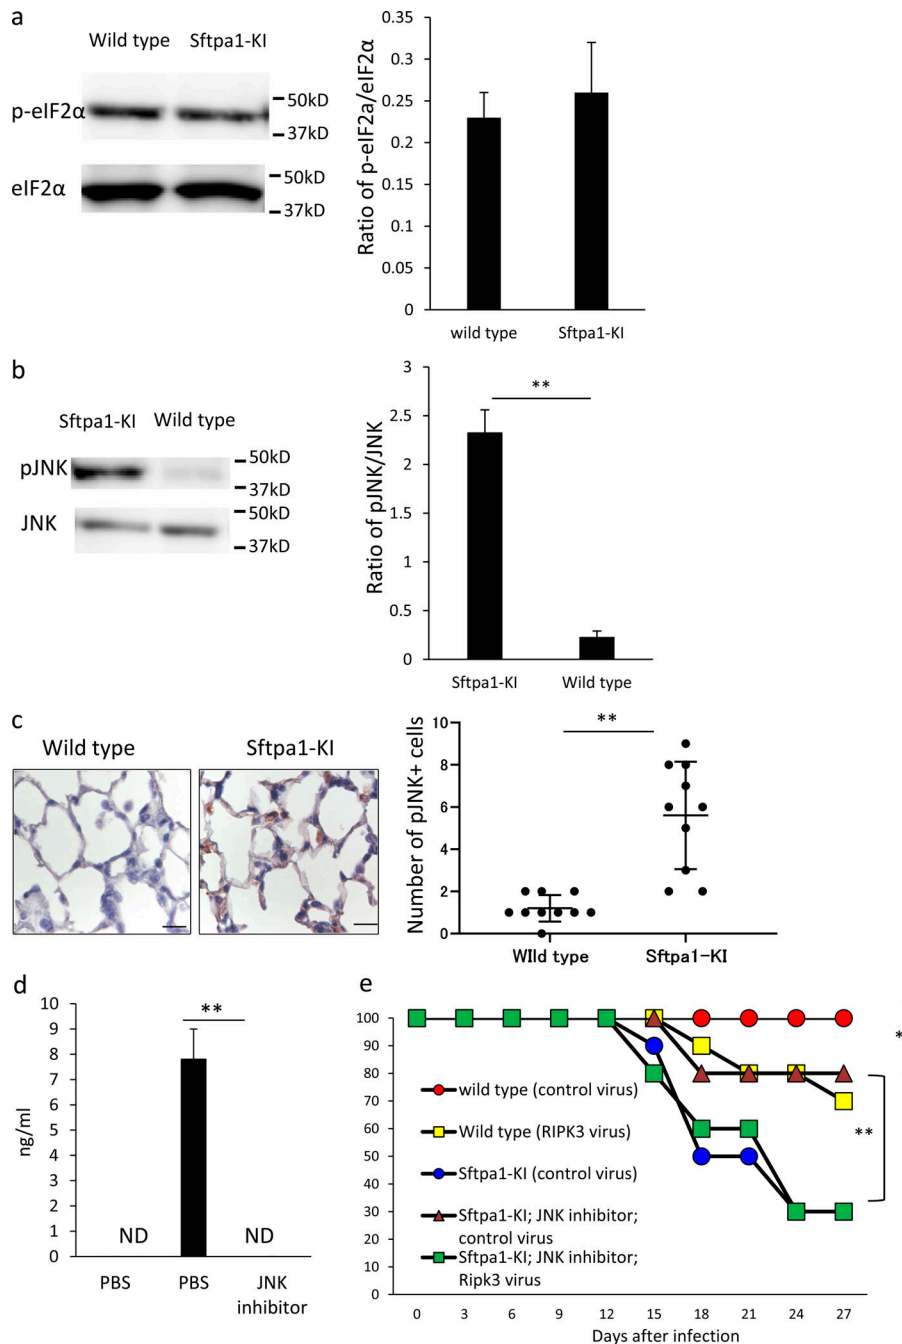 a
Wild type Sftpa1-KI
p-eIF2α
50kD
37kD
eIF2α
50kD
37kD
Ratio of p-eIF2a/eIF2α
0.35
0.3
0.25
0.2
0.15
0.1
0.05
0
wild type Sftpa1-KI
b
Sftpa1-KI Wild type
pJNK
50kD
37kD
JNK
50kD
37kD
Ratio of pJNK/JNK
3
2.5
2
1.5
1
0.5
0
**
Sftpa1-KI Wild type
c
Wild type Sftpa1-KI
Number of pJNK+ cells
10
8
6
4
2
0
**
WIld type Sftpa1-KI
d
ng/ml
10
9
8
7
6
5
4
3
2
1
0
**
ND ND
PBS PBS JNK
inhibitor
e
100
90
80
70
60
50
40
30
20
10
0
wild type (control virus)
Wild type (RIPK3 virus)
Sftpa1-KI (control virus)
Sftpa1-KI; JNK inhibitor;
control virus
Sftpa1-KI; JNK inhibitor;
Ripk3 virus
*
**
0 3 6 9 12 15 18 21 24 27
Days after infection